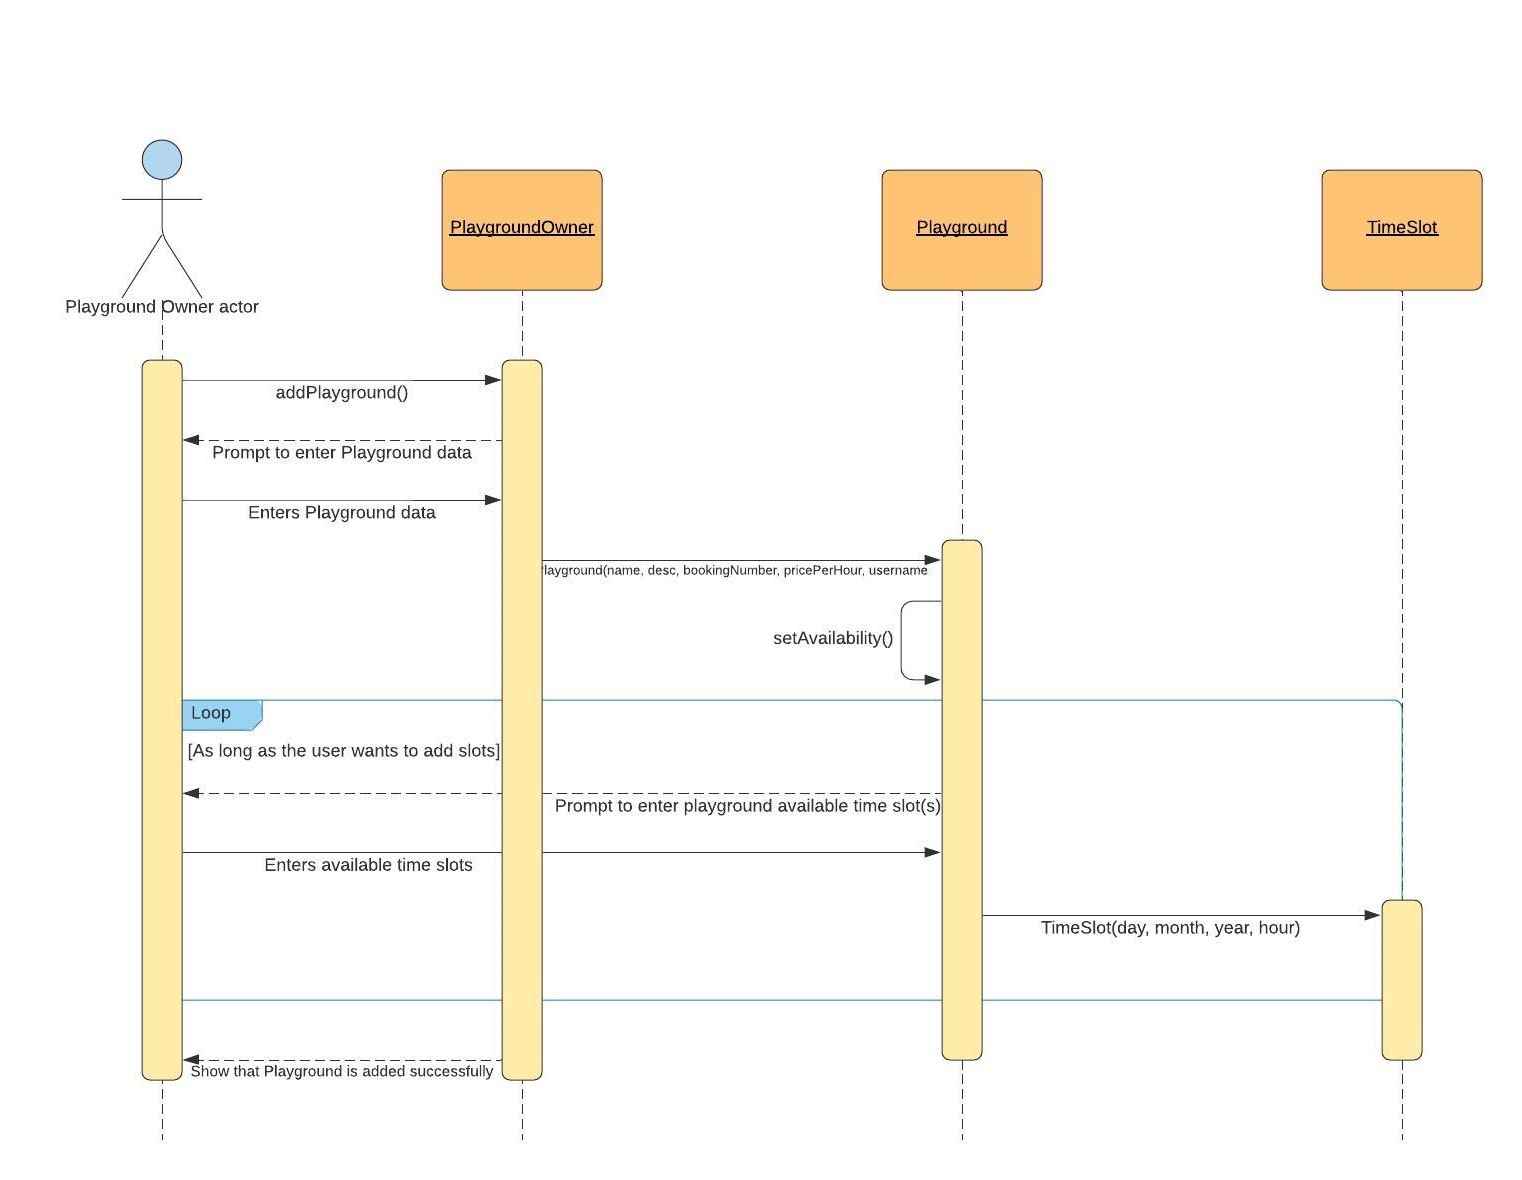 PlaygroundOwner
Playground
TimeSlot
Playground Owner actor
addPlayground()
Prompt to enter Playground data
Enters Playground data
layground(name, desc, bookingNumber, pricePerHour, username
setAvailability()
Loop
[As long as the user wants to add slots]
Prompt to enter playground available time slot(s)
Enters available time slots
TimeSlot(day, month, year, hour)
Show that Playground is added successfully